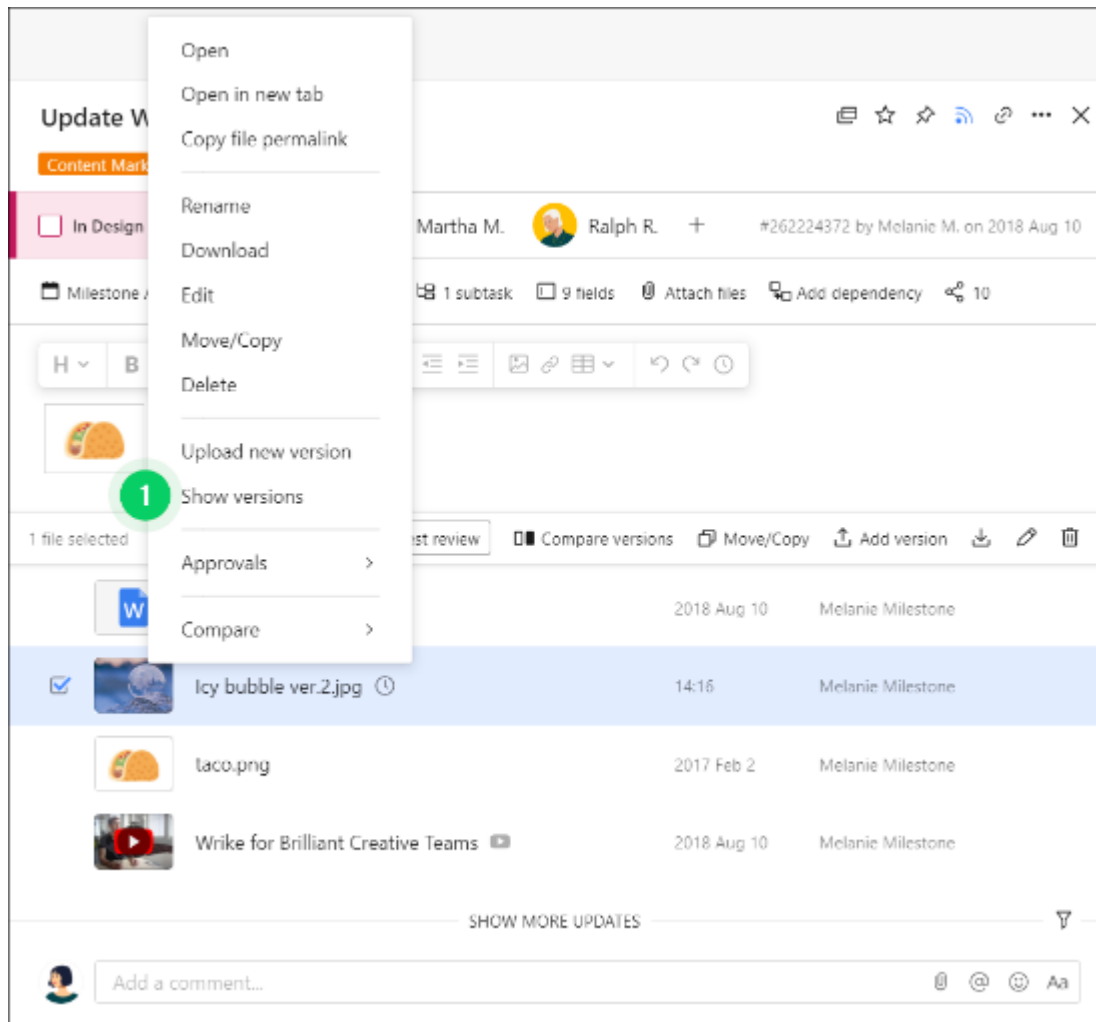 Open
Open in new tab
Copy file permalink
Rename
Download
Edit
Move/Copy
Delete
Upload new version
1 Show versions
Approvals
Compare
Update W
Content Mark
In Design Martha M. Ralph R. + #262224372 by Melanie M. on 2018 Aug 10
Milestone 1 subtask 9 fields Attach files Add dependency 10
H B
1 file selected est review Compare versions Move/Copy Add version
W 2018 Aug 10 Melanie Milestone
Icy bubble ver.2.jpg 14:16 Melanie Milestone
taco.png 2017 Feb 2 Melanie Milestone
Wrike for Brilliant Creative Teams 2018 Aug 10 Melanie Milestone
SHOW MORE UPDATES
Add a comment... @ Aa